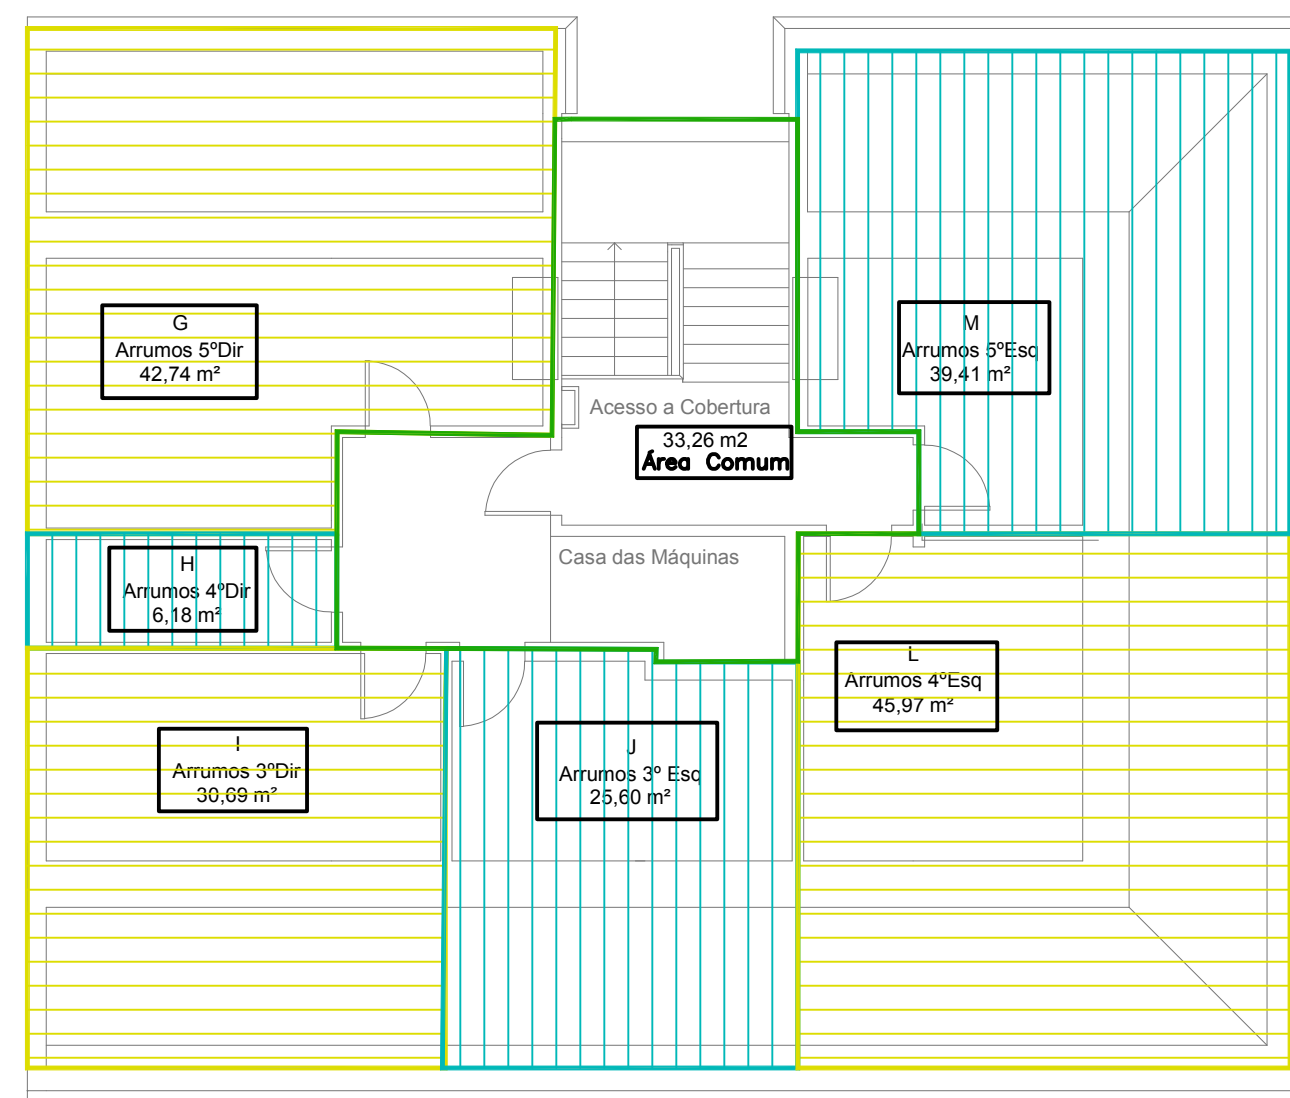 G
Arrumos 5ºDir
42,74 m²
M
Arrumos 5ºEsq
39,41 m²
Acesso a Cobertura
33,26 m2
Área Comum
H
Arrumos 4ºDir
6,18 m²
Casa das Máquinas
L
Arrumos 4ºEsq
45,97 m²
I
Arrumos 3ºDir
30,69 m²
J
Arrumos 3º Esq
25,60 m²